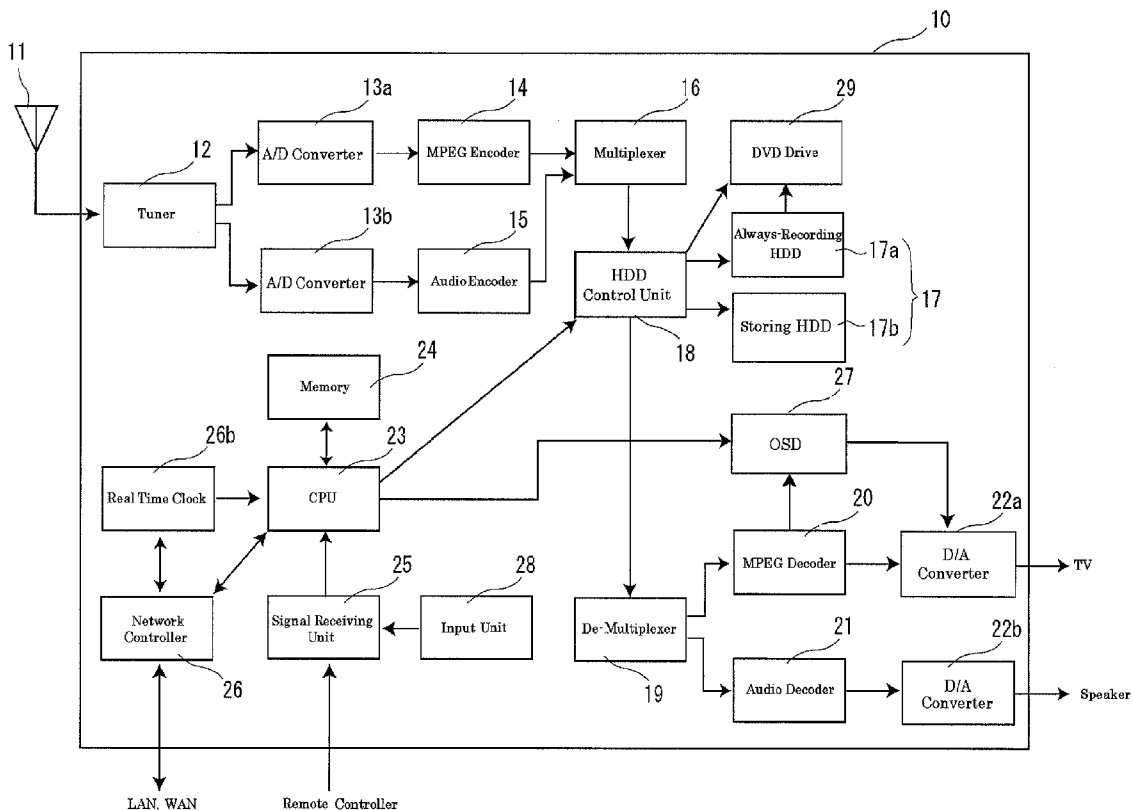 10
11
13a
14
16
29
A/D Converter
MPEG Encoder
Multiplexer
DVD Drive
12
Tuner
13b
15
Always-Recording
HDD
17a
A/D Converter
Audio Encoder
HDD
Control Unit
18
Storing HDD
17b
17
24
Memory
27
OSD
26b
23
Real Time Clock
CPU
20
22a
MPEG Decoder
D/A
Converter
TV
25
28
Network
Controller
26
Signal Receiving
Unit
Input Unit
De-Multiplexer
19
21
22b
Audio Decoder
D/A
Converter
Speaker
LAN, WAN
Remote Controller